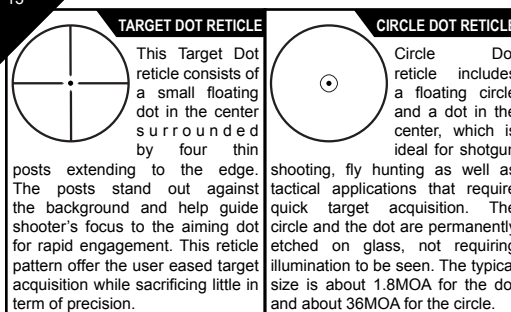 TARGET DOT RETICLE
This Target Dot
reticle consists of
a small floating
dot in the center
surrounded
by four thin
posts extending to the edge.
The posts stand out against
the background and help guide
shooter's focus to the aiming dot
for rapid engagement. This reticle
pattern offer the user eased target
acquisition while sacrificing little in
term of precision.
CIRCLE DOT RETICLE
Circle Do
reticle includes
a floating circle
and a dot in the
center, which is
ideal for shotgun
shooting, fly hunting as well as
tactical applications that require
quick target acquisition. The
circle and the dot are permanently
etched on glass, not requiring
illumination to be seen. The typical
size is about 1.8MOA for the do
and about 36MOA for the circle.